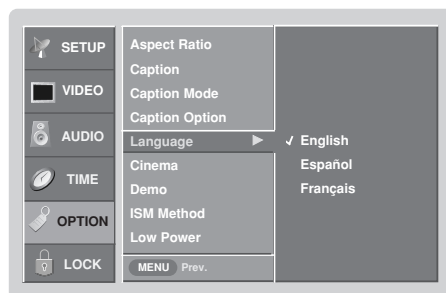 SETUP
VIDEO
AUDIO
TIME
OPTION
LOCK
Aspect Ratio
Caption
Caption Mode
Caption Option
Language ▶
Cinema
Demo
ISM Method
Low Power
MENU Prev.
✓ English
Español
Français